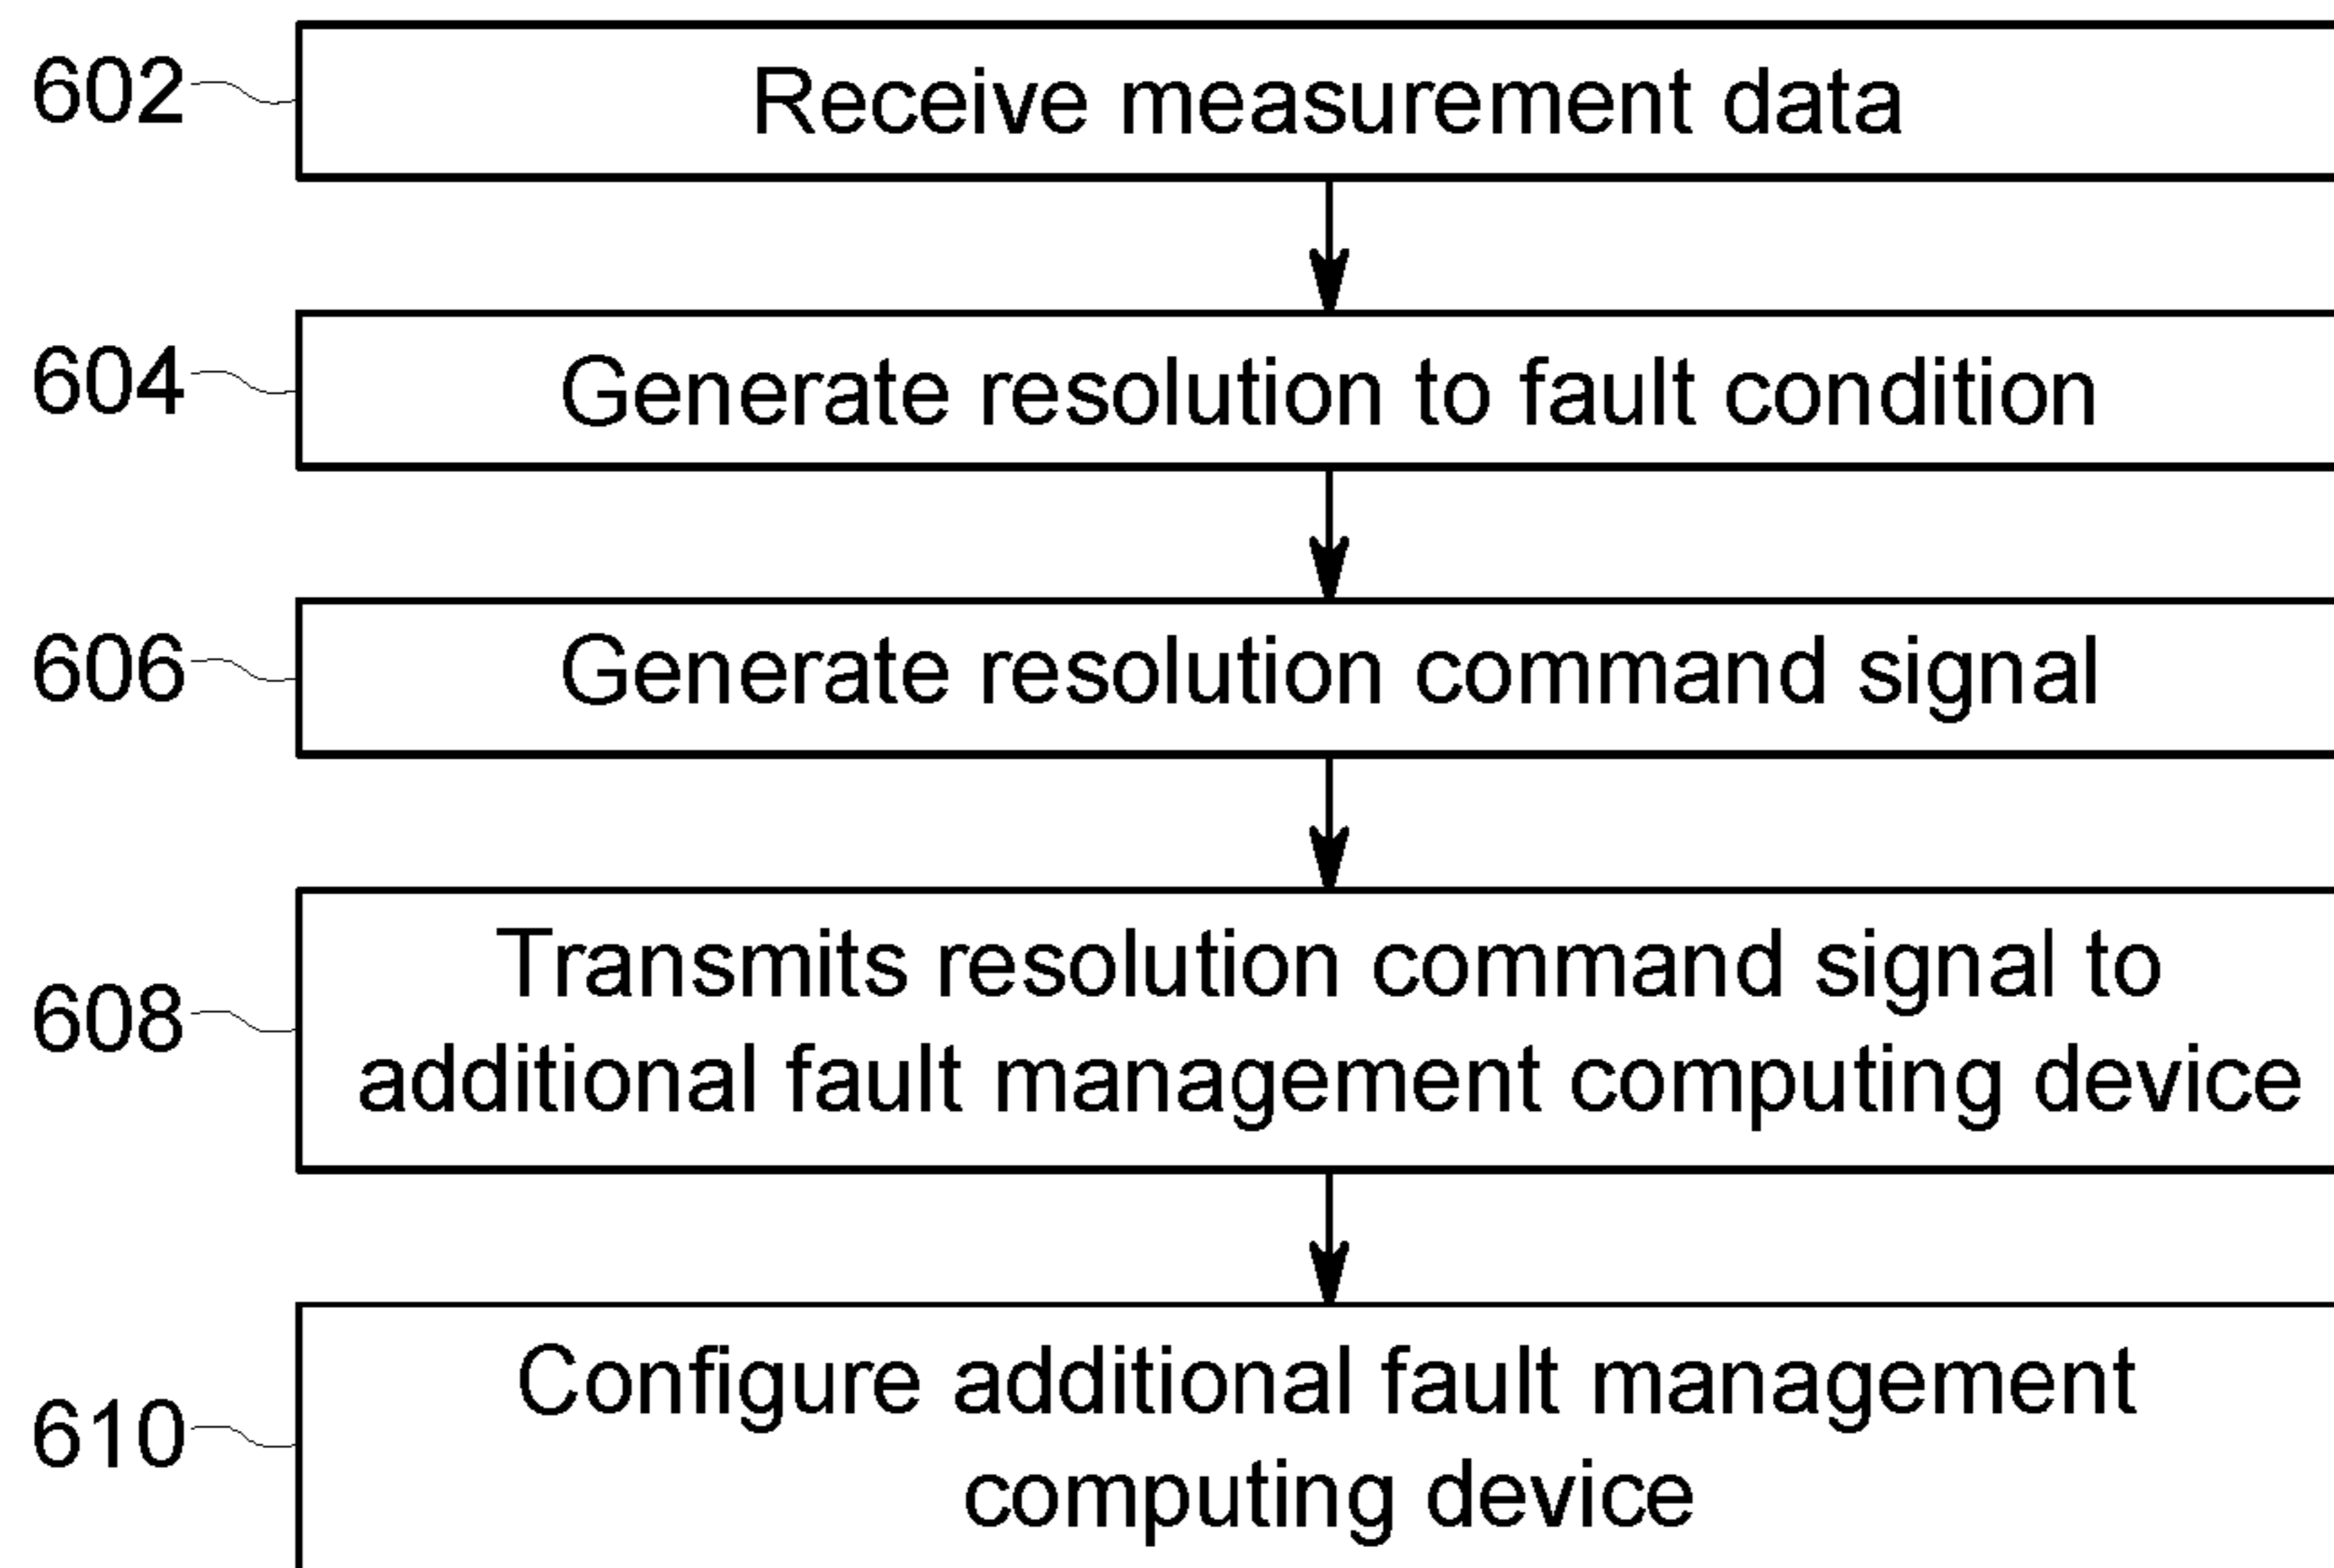 602 Receive measurement data
604 Generate resolution to fault condition
606 Generate resolution command signal
Transmits resolution command signal to
608
additional fault management computing device
Configure additional fault management
610
computing device